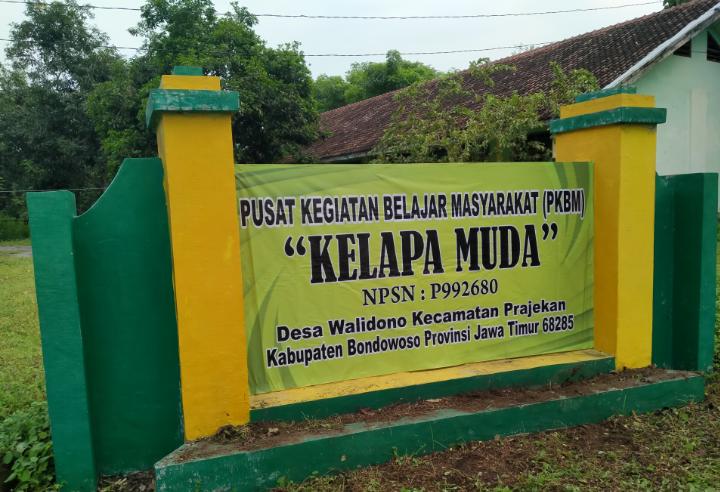 PUSAT KEGIATAN BELAJAR MASYARAKAT (PKBM)
“KELAPA MUDA”
NPSN : P992680
Desa Walidono Kecamatan Prajekan
Kabupaten Bondowoso Provinsi Jawa Timur 68285